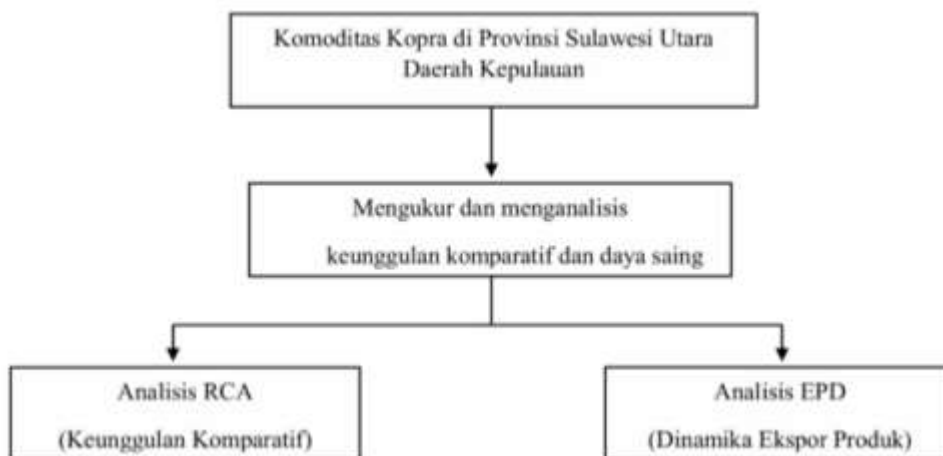 Komoditas Kopra di Provinsi Sulawesi Utara
Daerah Kepulauan
Mengukur dan menganalisis
keunggulan komparatif dan daya saing
Analisis RCA
(Keunggulan Komparatif)
Analisis EPD
(Dinamika Ekspor Produk)